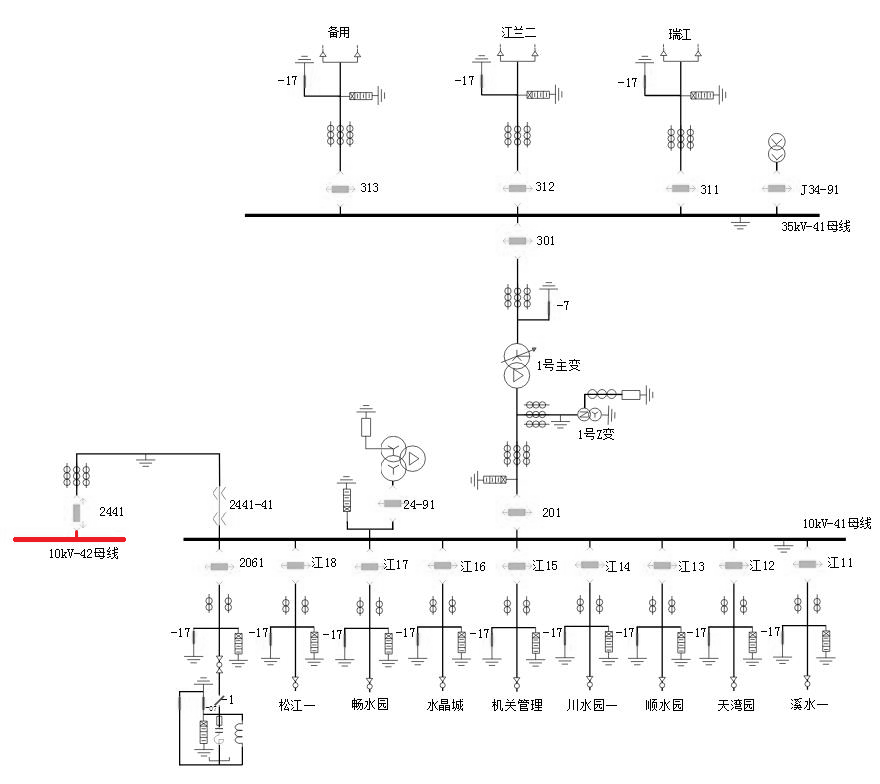 备用
江兰二
瑞江
-17
-17
-17
313
312
311
J34-91
35kV-41母线
301
-7
1号主变
1号Z变
2441
2441-41
24-91
201
10kV-42母线
10kV-41母线
2061
江18
江17
江16
江15
江14
江13
江12
江11
-17
-17
-17
-17
-17
-17
-17
-17
-17
松江一
畅水园
水晶城
机关管理
川水园一
顺水园
天湾园
溪水一
-1